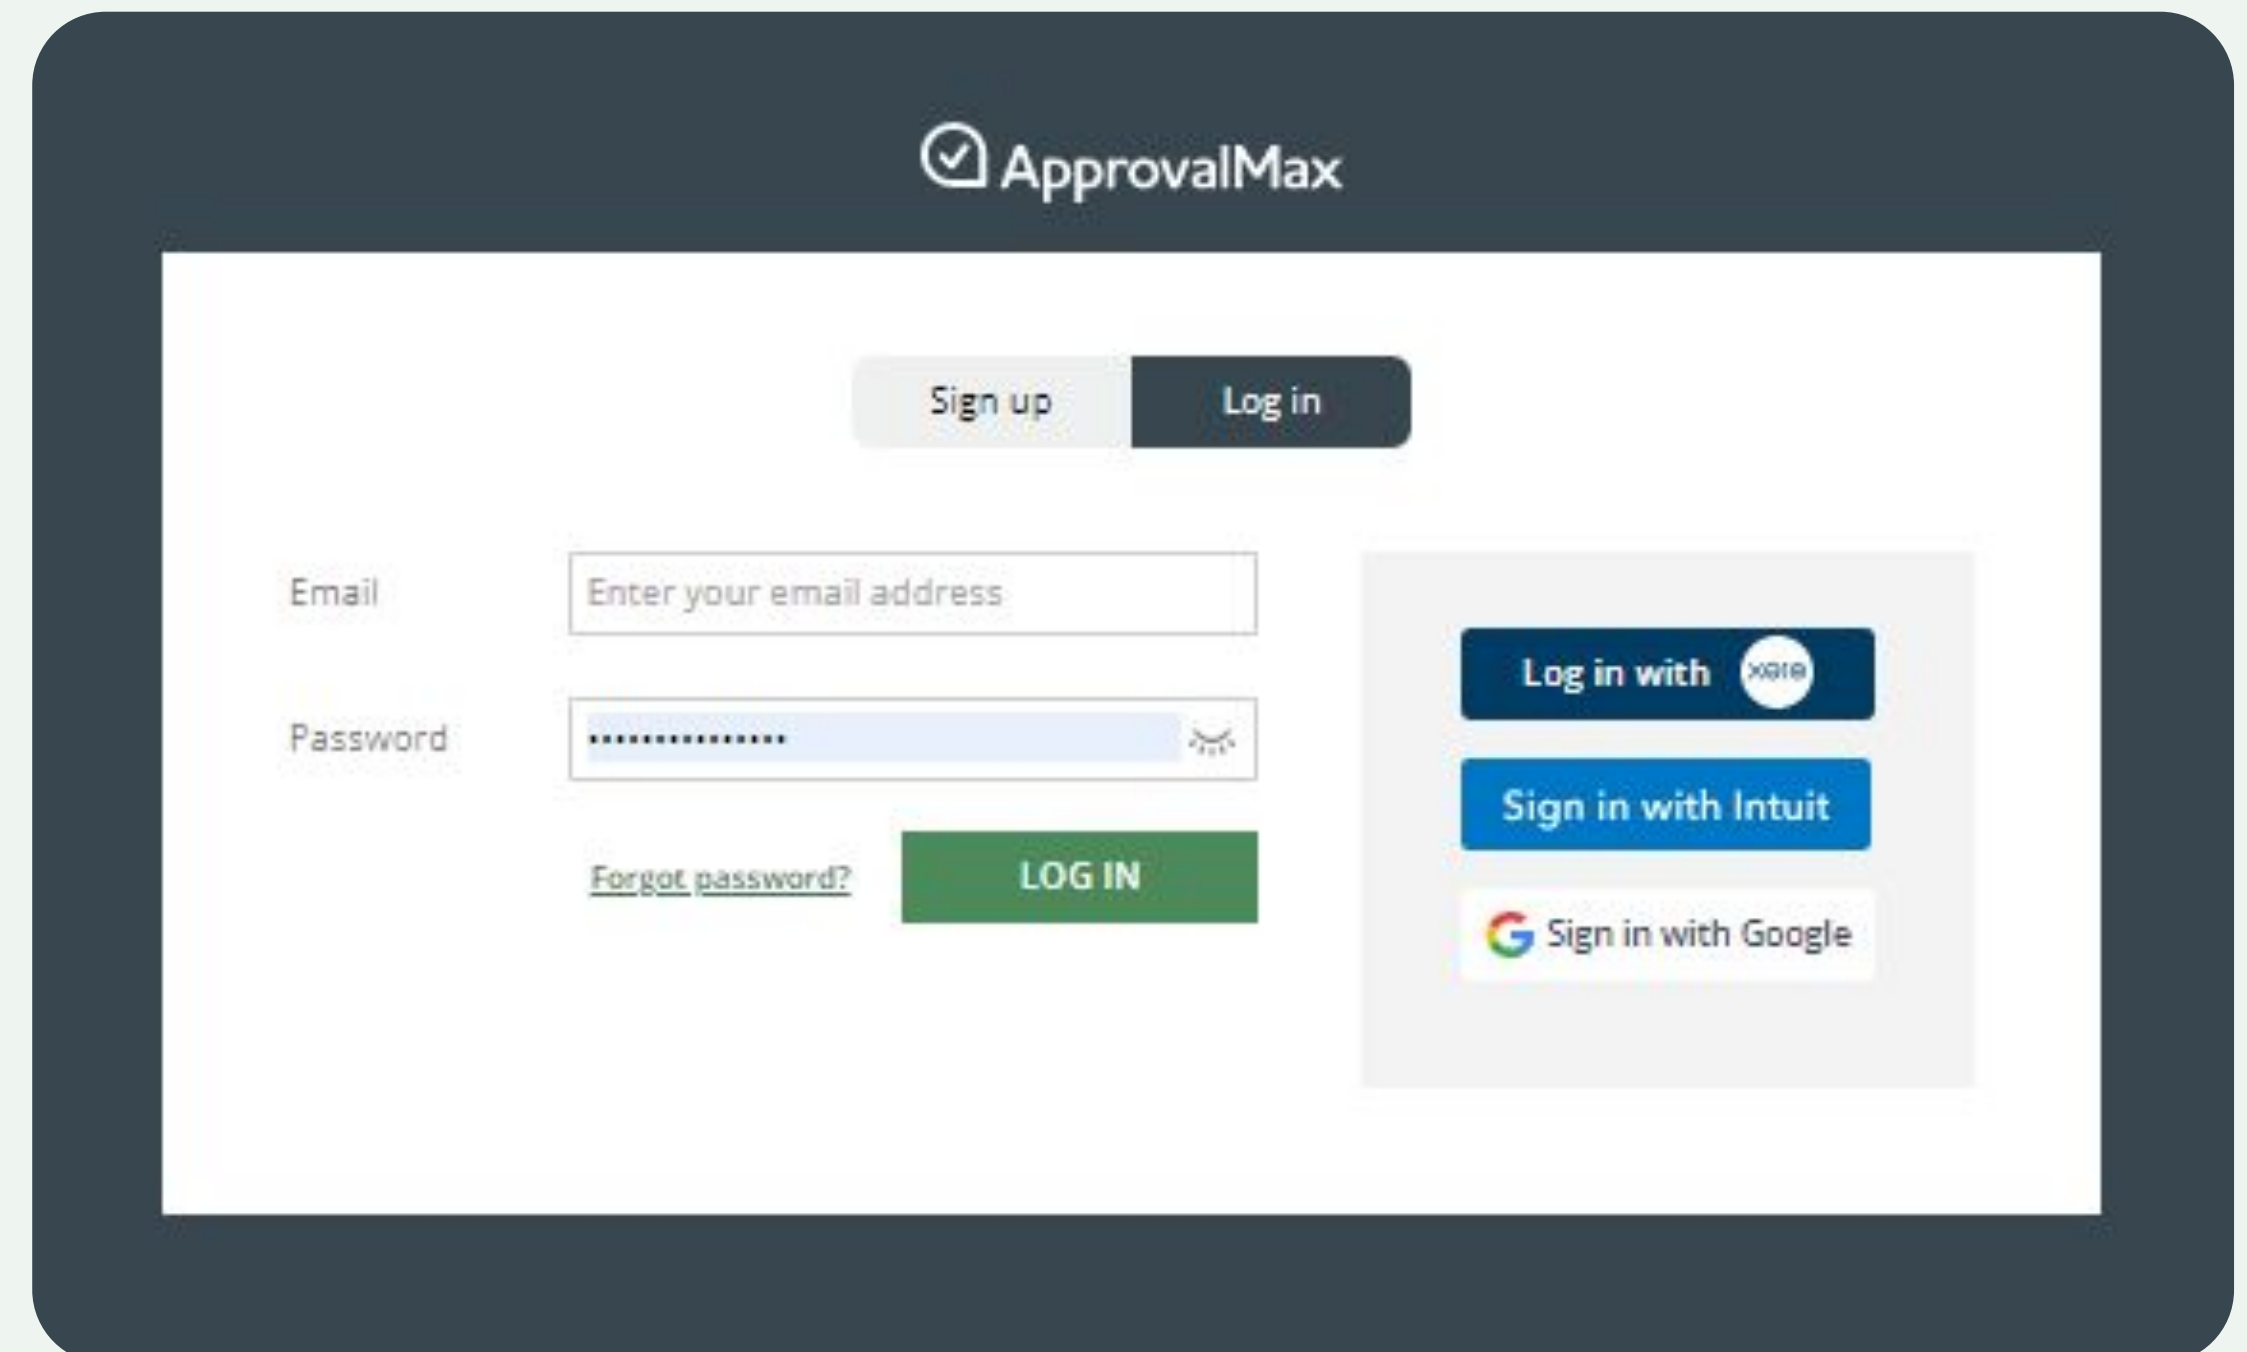 ApprovalMax
Sign up
Log in
Email
Enter your email address
Password
Forgot password?
LOG IN
Log in with xero
Sign in with Intuit
Sign in with Google